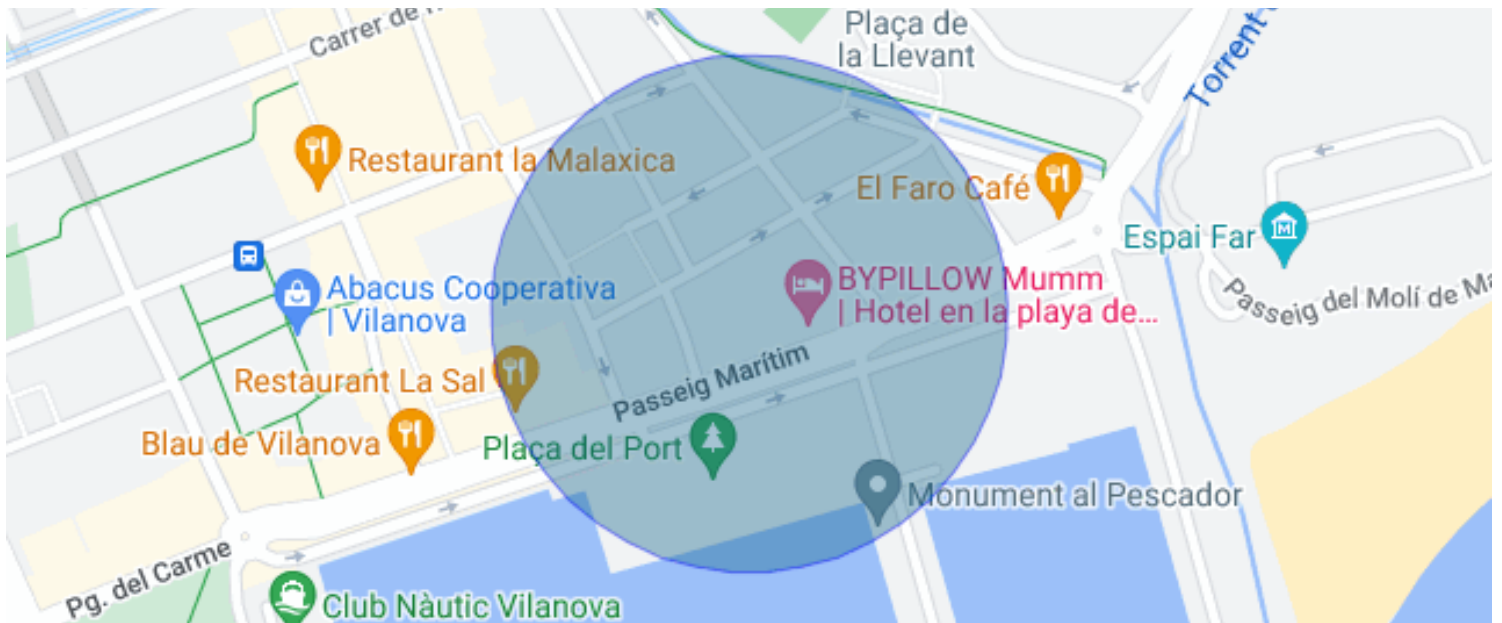 Plaça de
la Llevant
Carrer de
Torrent
Restaurant la Malaxica
El Faro Café
Espai Far
Abacus Cooperativa
| Vilanova
BYPILLOW Mumm
| Hotel en la playa de...
Passeig del Molí de Ma
Restaurant La Sal
Passeig Marítim
Blau de Vilanova
Plaça del Port
Monument al Pescador
Pg. del Carme
Club Nàutic Vilanova